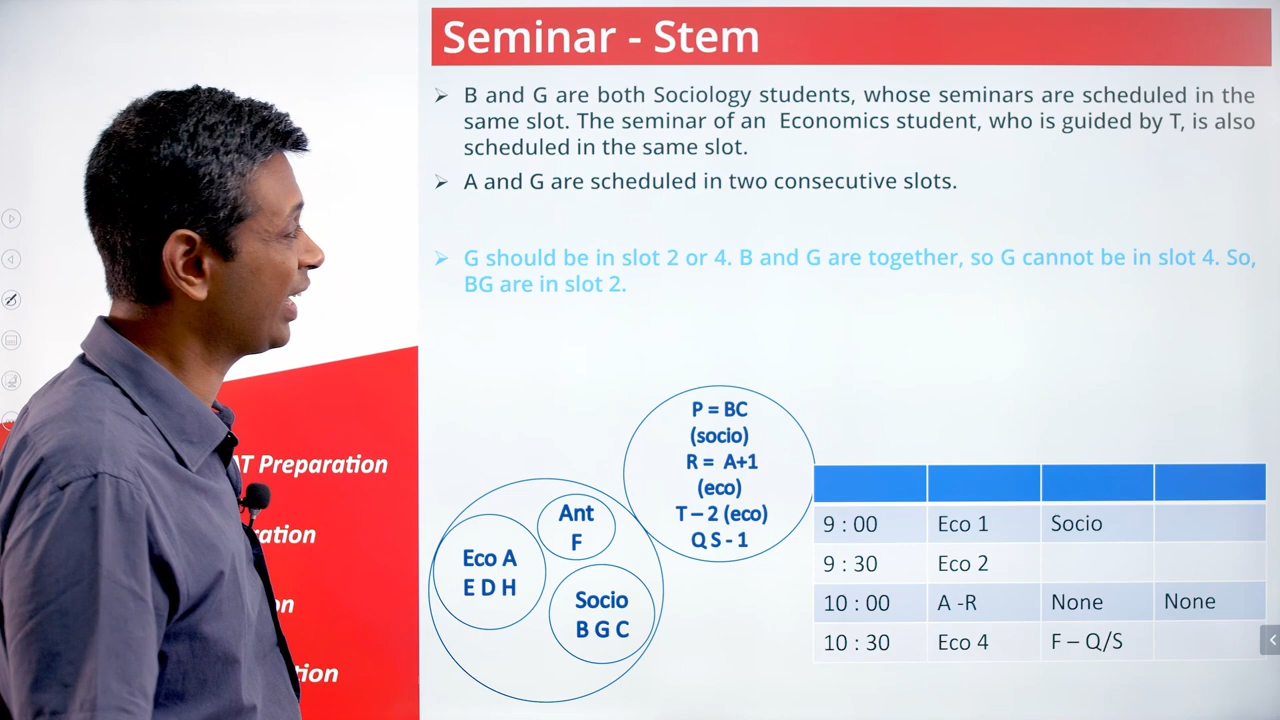 Seminar - Stem
➢ B and G are both Sociology students, whose seminars are scheduled in the
same slot. The seminar of an Economics student, who is guided by T, is also
scheduled in the same slot.
➢ A and G are scheduled in two consecutive slots.
➢ G should be in slot 2 or 4. B and G are together, so G cannot be in slot 4. So,
BG are in slot 2.
P = BC
(socio)
R = A+1
(eco)
T – 2 (eco)
Q S - 1
Ant
F
Eco A
E D H
Socio
B G C
9 : 00 Eco 1 Socio
9 : 30 Eco 2
10 : 00 A -R None None
10 : 30 Eco 4 F – Q/S
AT Preparation